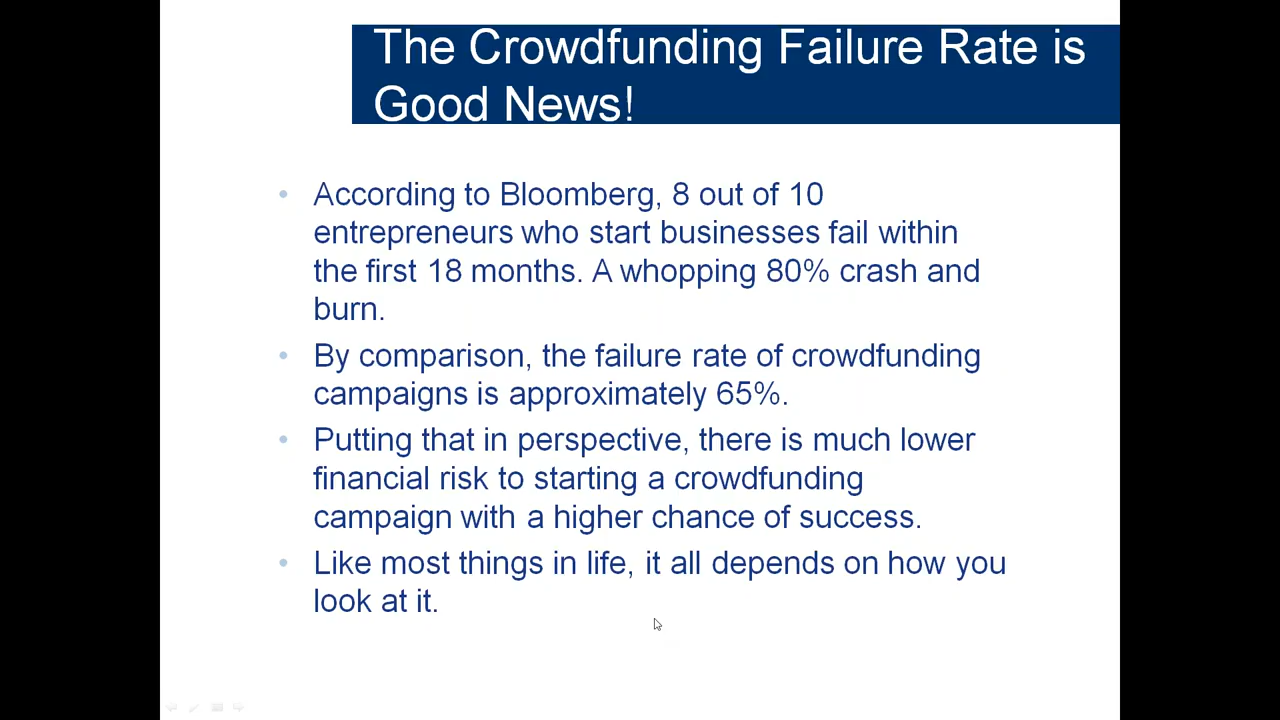 The Crowdfunding Failure Rate is
Good News!
• According to Bloomberg, 8 out of 10
entrepreneurs who start businesses fail within
the first 18 months. A whopping 80% crash and
burn.
• By comparison, the failure rate of crowdfunding
campaigns is approximately 65%.
• Putting that in perspective, there is much lower
financial risk to starting a crowdfunding
campaign with a higher chance of success.
• Like most things in life, it all depends on how you
look at it.